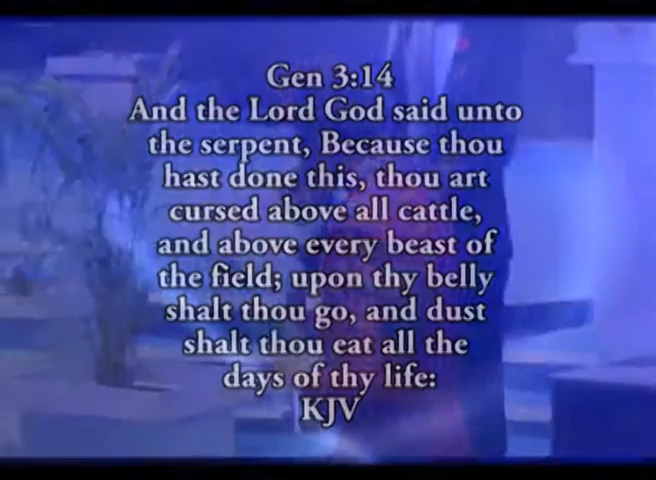 Gen 3:14
And the Lord God said unto
the serpent, Because thou
hast done this, thou art
cursed above all cattle,
and above every beast of
the field; upon thy belly
shalt thou go, and dust
shalt thou eat all the
days of thy life:
KJV